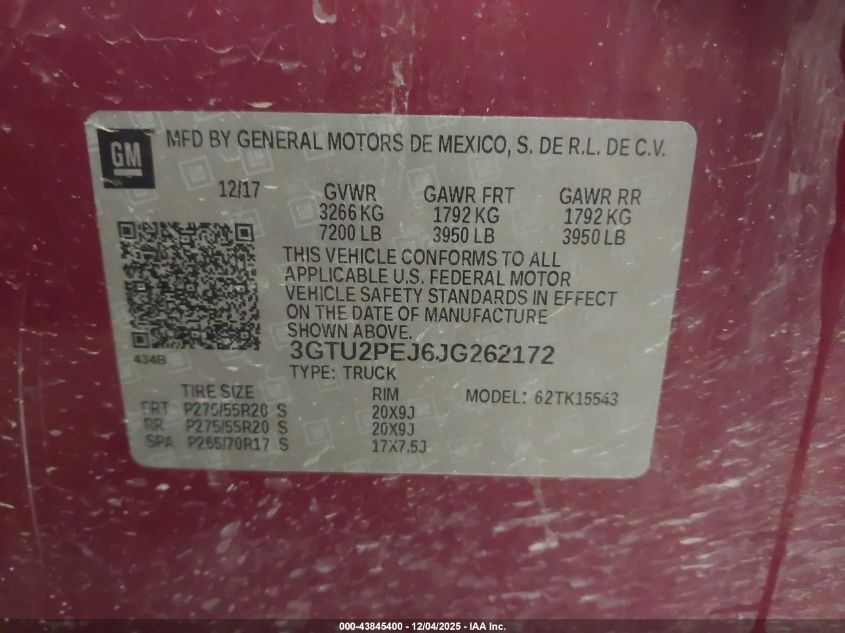 GM
MFD BY GENERAL MOTORS DE MEXICO, S. DE R.L. DE C.V.
12/17 GVWR GAWR FRT GAWR RR
3266 KG 1792 KG 1792 KG
7200 LB 3950 LB 3950 LB
THIS VEHICLE CONFORMS TO ALL
APPLICABLE U.S. FEDERAL MOTOR
VEHICLE SAFETY STANDARDS IN EFFECT
ON THE DATE OF MANUFACTURE
SHOWN ABOVE.
434B 3GTU2PEJ6JG262172
TYPE: TRUCK
TIRE SIZE RIM MODEL: 62TK15543
FRT P275/55R20 S 20X9J
RR P275/55R20 S 20X9J
SPA P265/70R17 S 17X7.5J
000-43845400 - 12/04/2025 - IAA Inc.